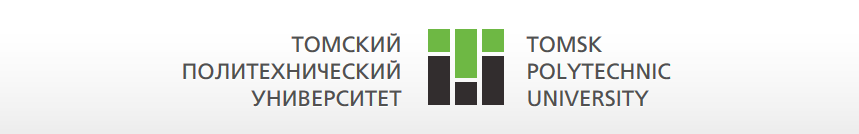 ТОМСКИЙ
ПОЛИТЕХНИЧЕСКИЙ
УНИВЕРСИТЕТ
TOMSK
POLYTECHNIC
UNIVERSITY